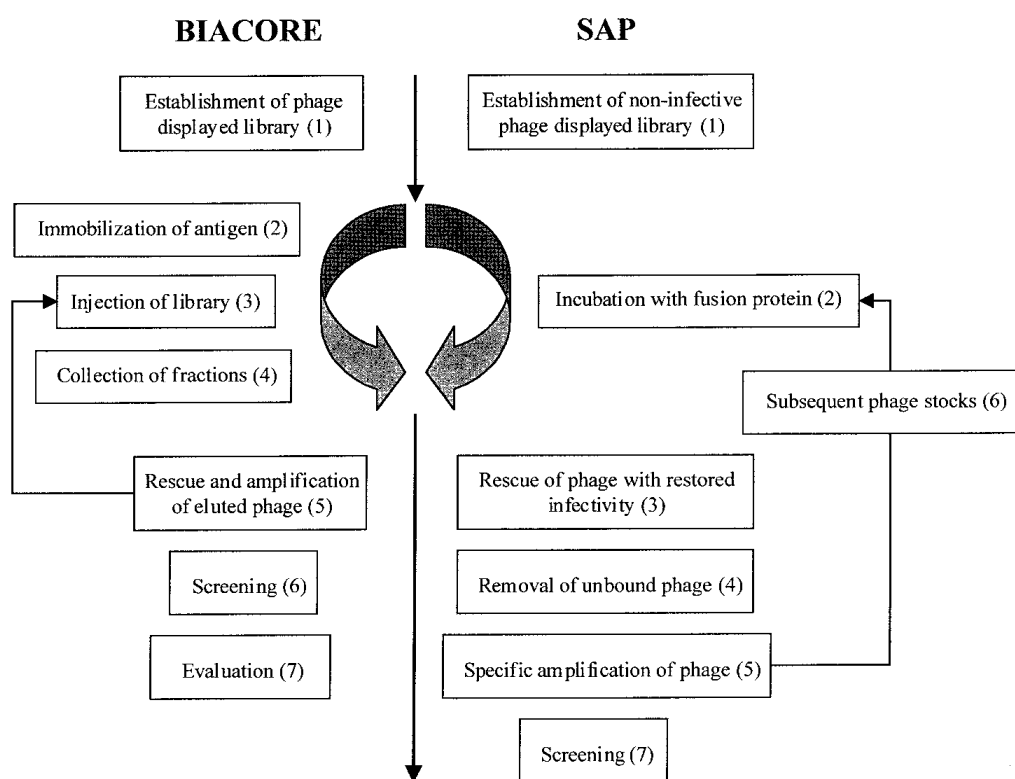 BIACORE
Establishment of phage
displayed library (1)
Immobilization of antigen (2)
Injection of library (3)
Collection of fractions (4)
Rescue and amplification
of eluted phage (5)
Screening (6)
Evaluation (7)
SAP
Establishment of non-infective
phage displayed library (1)
Incubation with fusion protein (2)
Subsequent phage stocks (6)
Rescue of phage with restored
infectivity (3)
Removal of unbound phage (4)
Specific amplification of phage (5)
Screening (7)